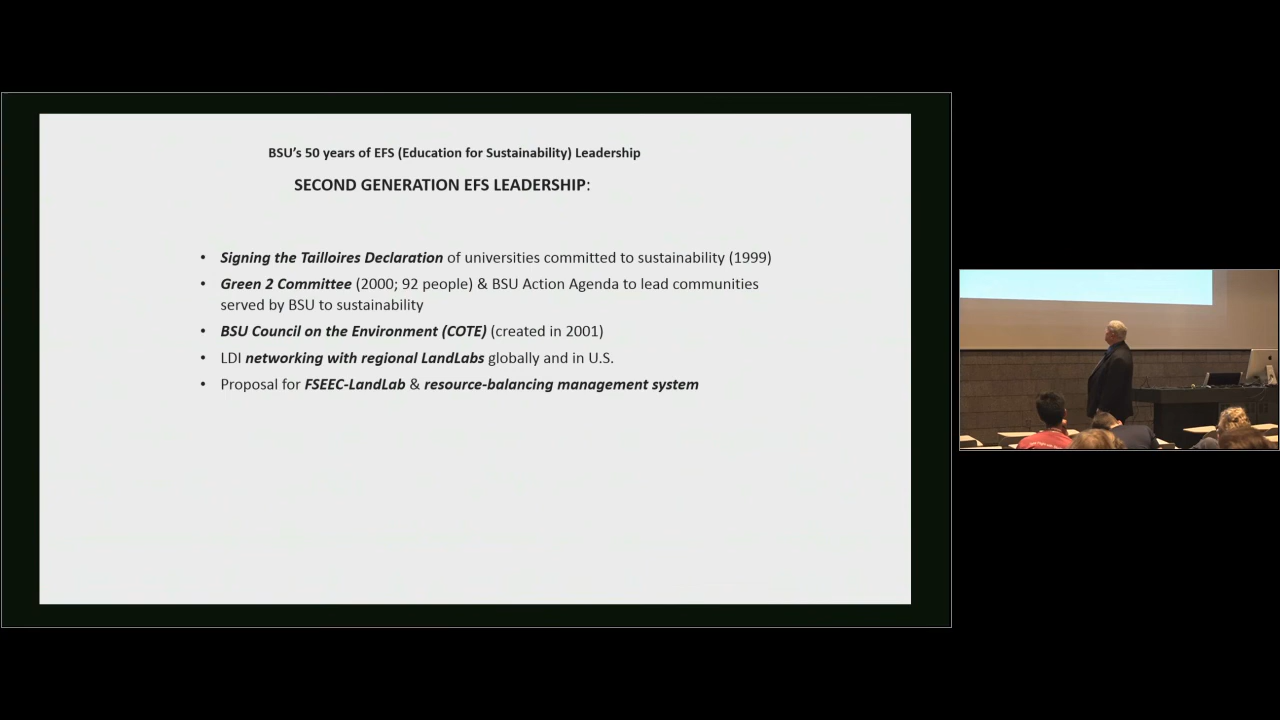 BSU's 50 years of EFS (Education for Sustainability) Leadership
SECOND GENERATION EFS LEADERSHIP:
• Signing the Tailloires Declaration of universities committed to sustainability (1999)
• Green 2 Committee (2000; 92 people) & BSU Action Agenda to lead communities
served by BSU to sustainability
• BSU Council on the Environment (COTE) (created in 2001)
• LDI networking with regional LandLabs globally and in U.S.
• Proposal for FSEEC-LandLab & resource-balancing management system